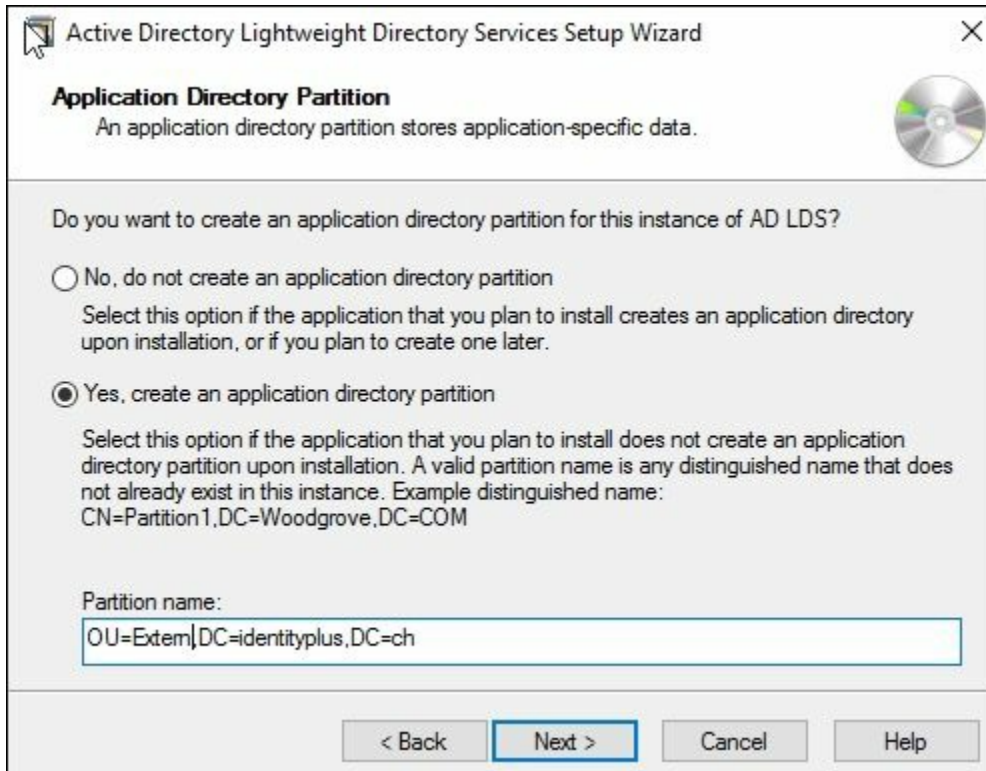 Active Directory Lightweight Directory Services Setup Wizard
Application Directory Partition
An application directory partition stores application-specific data.
Do you want to create an application directory partition for this instance of AD LDS?
No, do not create an application directory partition
Select this option if the application that you plan to install creates an application directory
upon installation, or if you plan to create one later.
Yes, create an application directory partition
Select this option if the application that you plan to install does not create an application
directory partition upon installation. A valid partition name is any distinguished name that does
not already exist in this instance. Example distinguished name:
CN=Partition1,DC=Woodgrove,DC=COM
Partition name:
OU=Extern,DC=identityplus,DC=ch
< Back
Next >
Cancel
Help